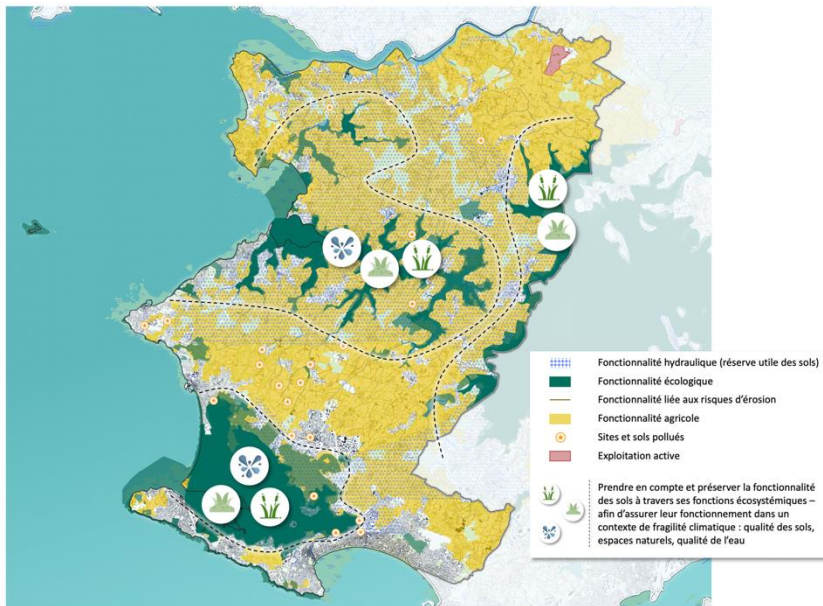 Fonctionnalité hydraulique (réserve utile des sols)
Fonctionnalité écologique
Fonctionnalité liée aux risques d'érosion
Fonctionnalité agricole
Sites et sols pollués
Exploitation active
Prendre en compte et préserver la fonctionnalité
des sols à travers ses fonctions écosystémiques –
afin d'assurer leur fonctionnement dans un
contexte de fragilité climatique : qualité des sols,
espaces naturels, qualité de l'eau